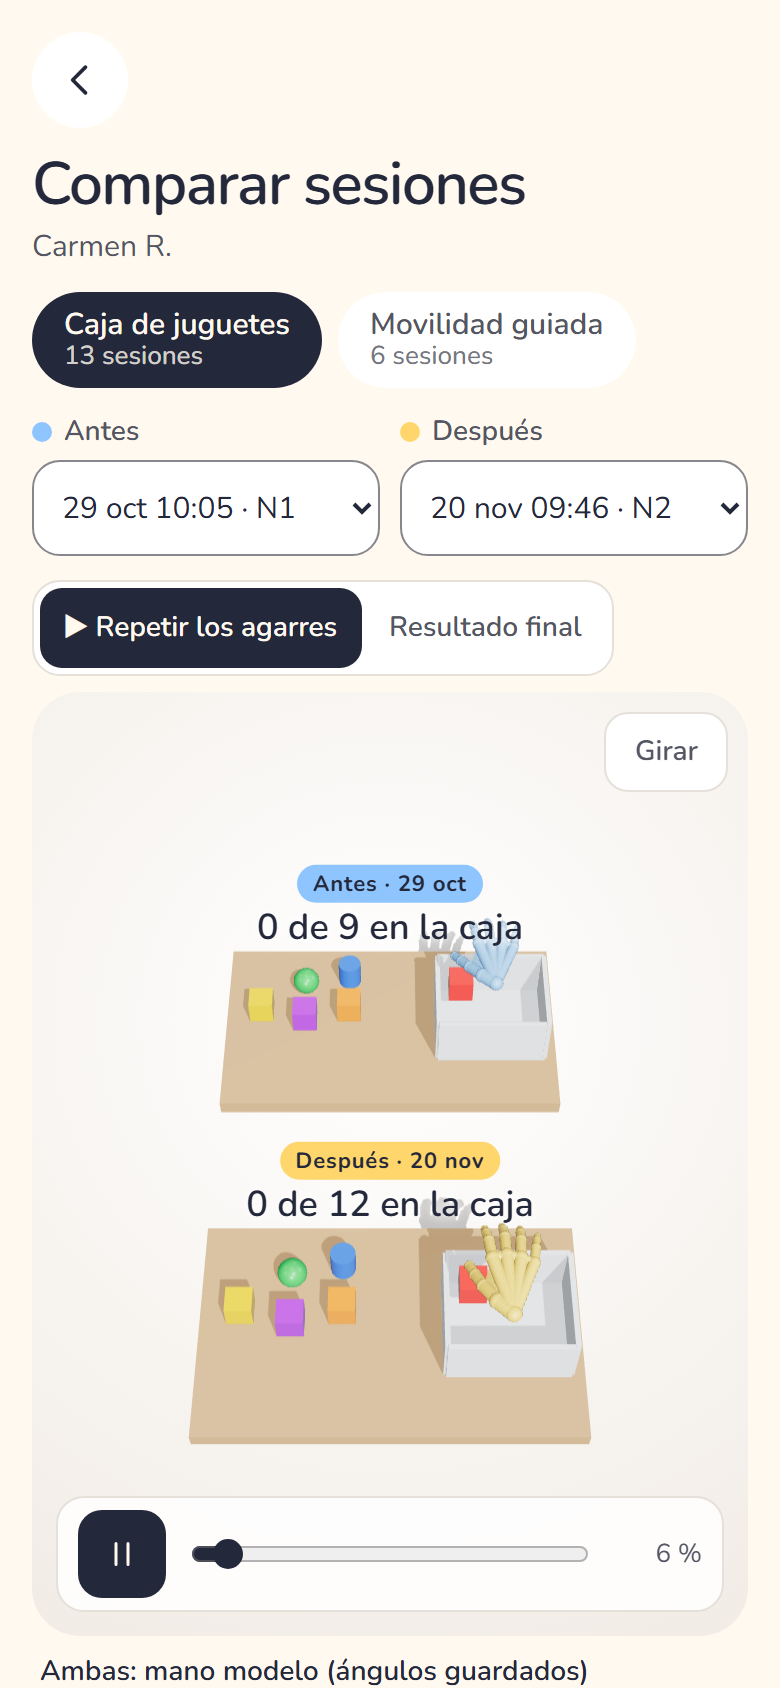 Comparar sesiones
Carmen R.
Caja de juguetes
13 sesiones
Movilidad guiada
6 sesiones
Antes
Después
29 oct 10:05 · N1
20 nov 09:46 · N2
Repetir los agarres
Resultado final
Girar
Antes · 29 oct
0 de 9 en la caja
Después · 20 nov
0 de 12 en la caja
6 %
Ambas: mano modelo (ángulos guardados)